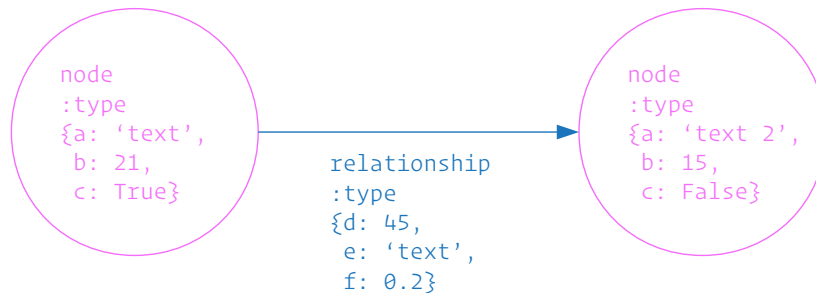 node
:type
{a: ‘text’,
b: 21,
c: True}
relationship
:type
{d: 45,
e: ‘text’,
f: 0.2}
node
:type
{a: ‘text 2’,
b: 15,
c: False}